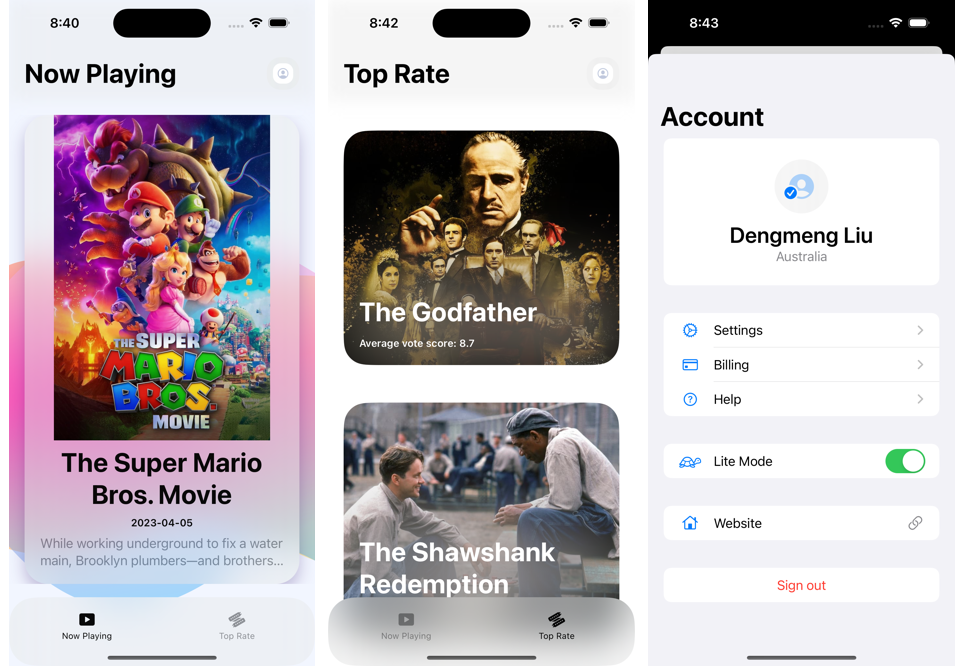 8:40
Now Playing
THE SUPER
MARIO
BROS.
MOVIE
The Super Mario
Bros. Movie
2023-04-05
While working underground to fix a water
main, Brooklyn plumbers—and brothers...
Now Playing
Top Rate
8:42
Top Rate
The Godfather
Average vote score: 8.7
The Shawshank
Redemption
Now Playing
Top Rate
8:43
Account
Dengmeng Liu
Australia
Settings
Billing
Help
Lite Mode
Website
Sign out